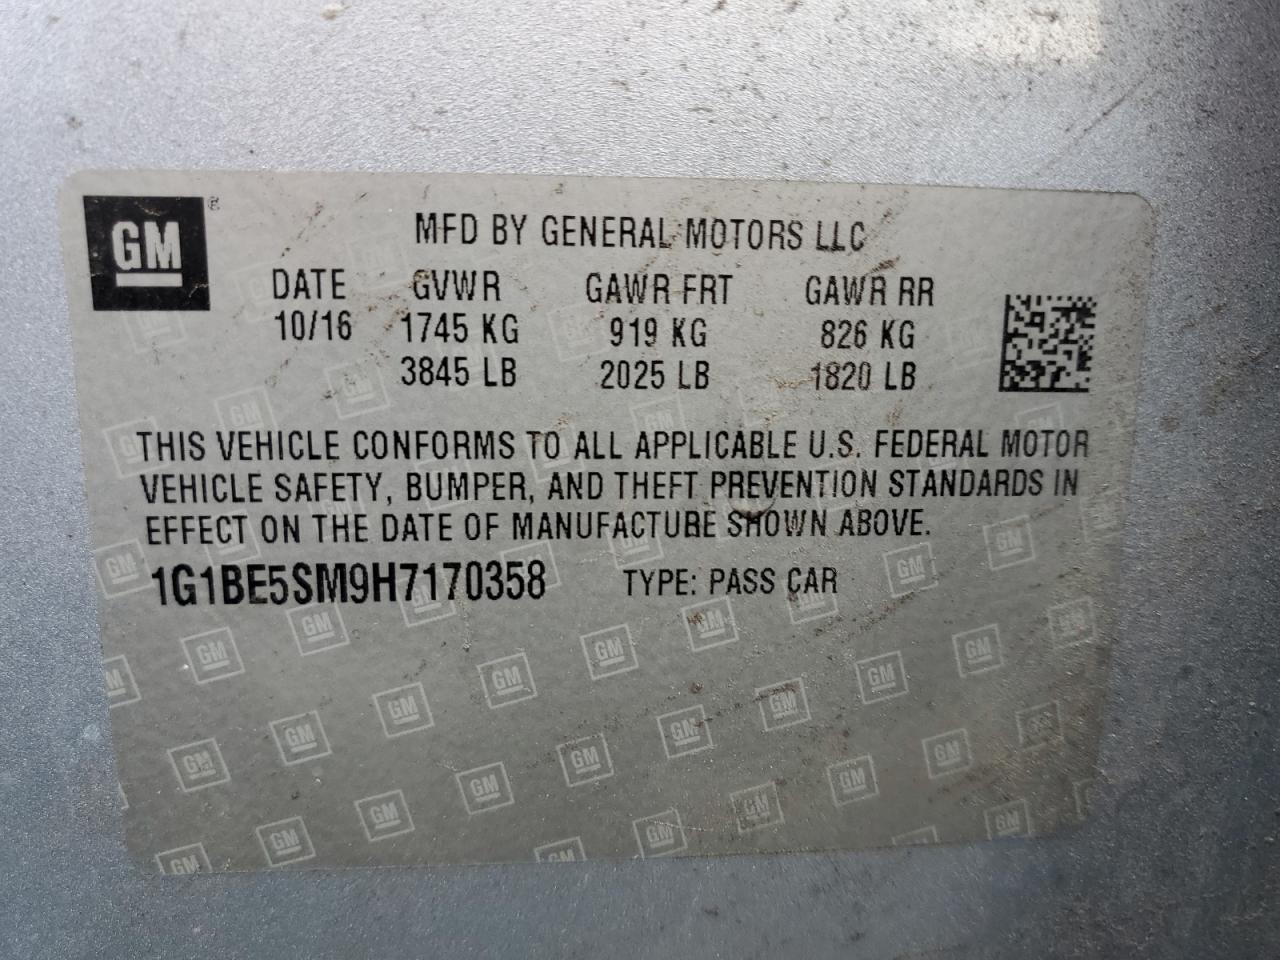 GM ®
MFD BY GENERAL MOTORS LLC
DATE GVWR GAWR FRT GAWR RR
10/16 1745 KG 919 KG 826 KG
3845 LB 2025 LB 1820 LB
THIS VEHICLE CONFORMS TO ALL APPLICABLE U.S. FEDERAL MOTOR
VEHICLE SAFETY, BUMPER, AND THEFT PREVENTION STANDARDS IN
EFFECT ON THE DATE OF MANUFACTURE SHOWN ABOVE.
1G1BE5SM9H7170358 TYPE: PASS CAR